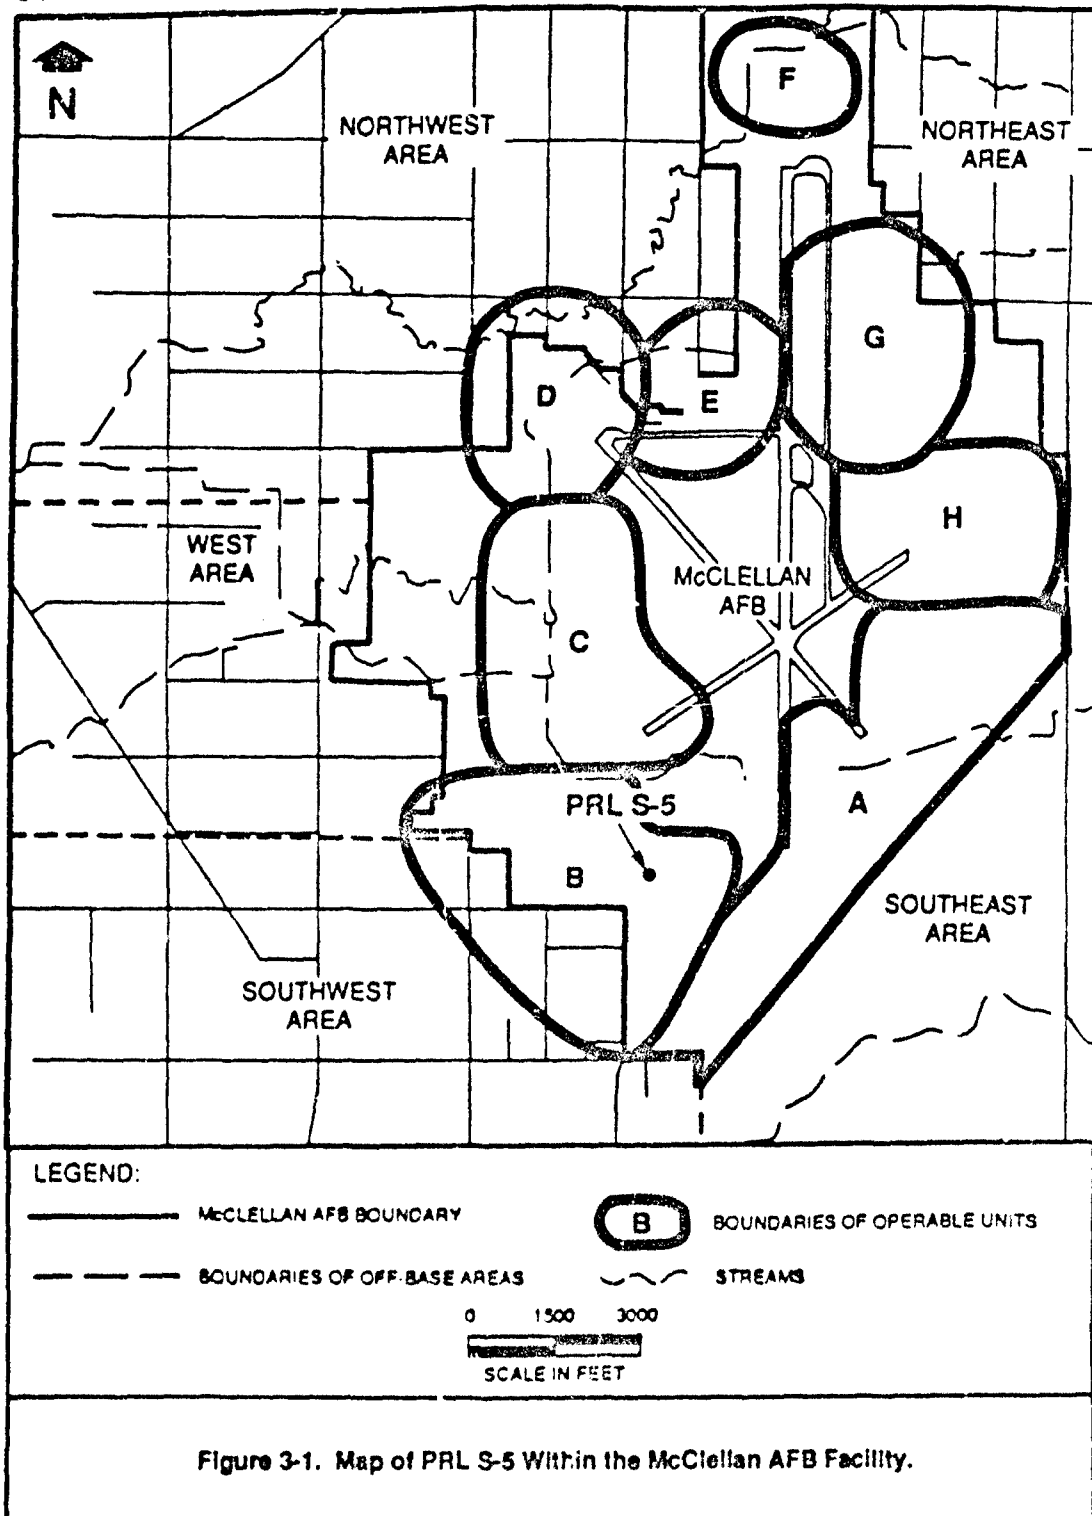 N
F
NORTHWEST
AREA
NORTHEAST
AREA
G
D
E
H
WEST
AREA
McCLELLAN
AFB
C
PRL S-5
A
B
SOUTHEAST
AREA
SOUTHWEST
AREA
LEGEND:
McCLELLAN AFB BOUNDARY
B
BOUNDARIES OF OPERABLE UNITS
BOUNDARIES OF OFF-BASE AREAS
STREAMS
0 1500 3000
SCALE IN FEET
Figure 3-1. Map of PRL S-5 Within the McClellan AFB Facility.